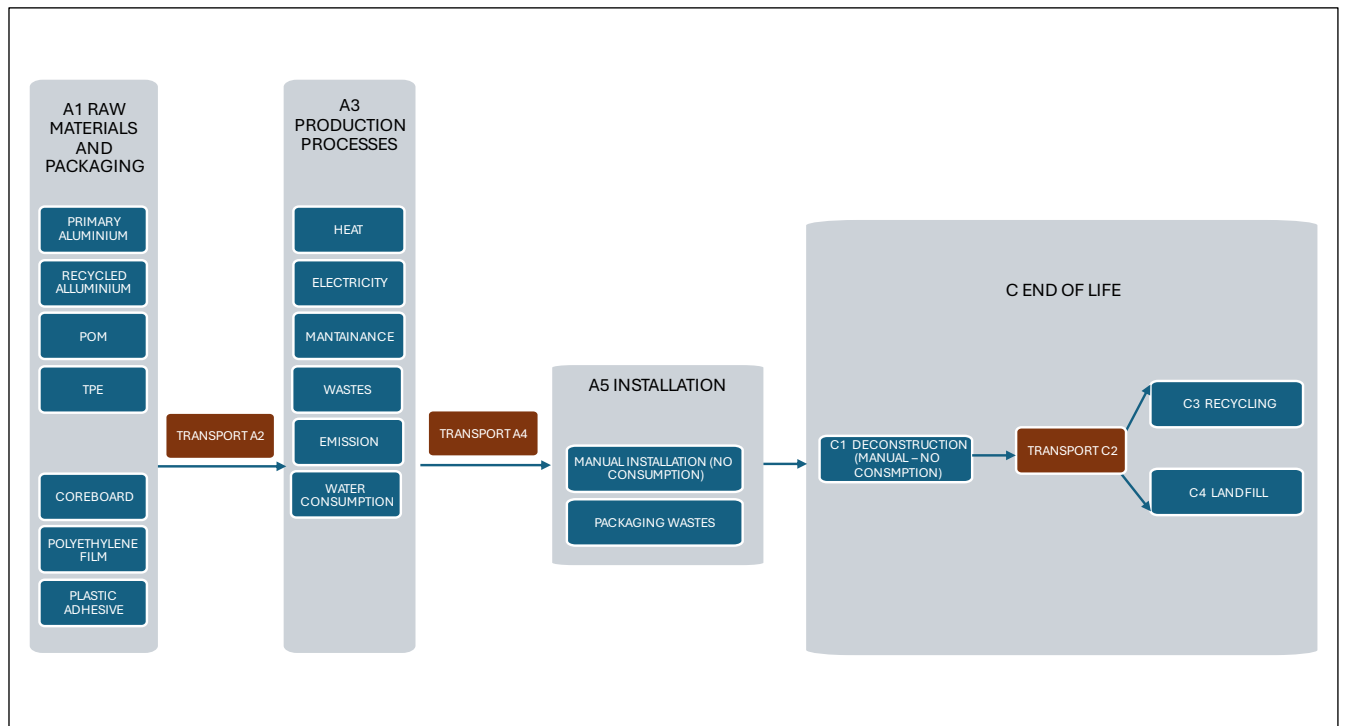 A1 RAW
MATERIALS
AND
PACKAGING
PRIMARY
ALUMINIUM
RECYCLED
ALLUMINIUM
POM
TPE
COREBOARD
POLYETHYLENE
FILM
PLASTIC
ADHESIVE
TRANSPORT A2
A3
PRODUCTION
PROCESSES
HEAT
ELECTRICITY
MANTAINANCE
WASTES
EMISSION
WATER
CONSUMPTION
TRANSPORT A4
A5 INSTALLATION
MANUAL INSTALLATION (NO
CONSUMPTION)
PACKAGING WASTES
C END OF LIFE
C1 DECONSTRUCTION
(MANUAL – NO
CONSMPTION)
TRANSPORT C2
C3 RECYCLING
C4 LANDFILL